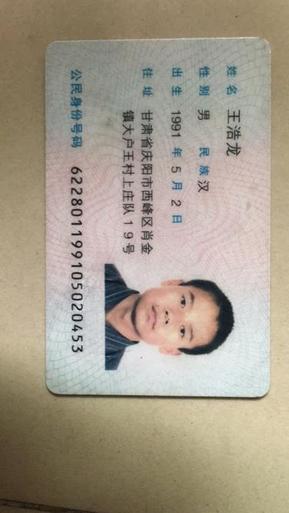 姓名 王浩龙
性别 男 民族 汉
出生 1991 年 5 月 2 日
住址 甘肃省庆阳市西峰区肖金
镇大户王村上庄队19号
公民身份号码 622801199105020453